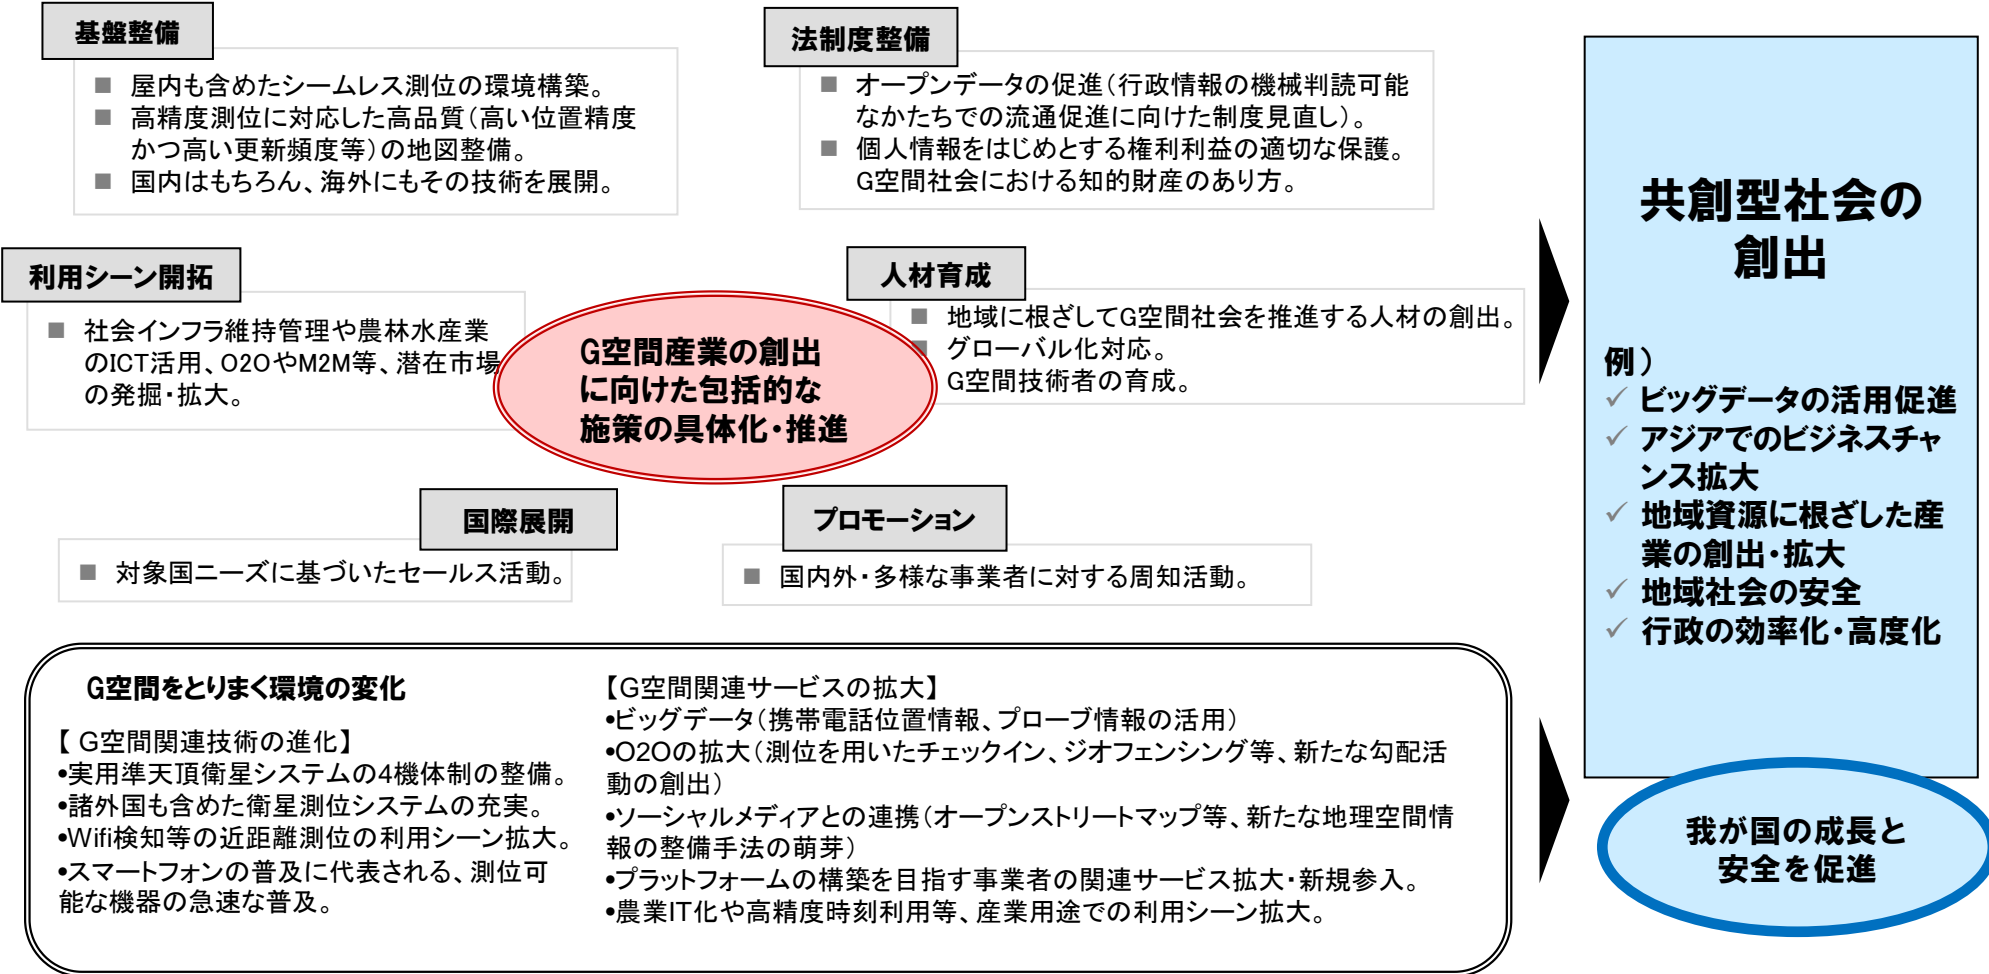 基盤整備
■ 屋内も含めたシームレス測位の環境構築。
■ 高精度測位に対応した高品質(高い位置精度
かつ高い更新頻度等)の地図整備。
■ 国内はもちろん、海外にもその技術を展開。
法制度整備
■ オープンデータの促進(行政情報の機械判読可能
なかたちでの流通促進に向けた制度見直し)。
■ 個人情報をはじめとする権利利益の適切な保護。
G空間社会における知的財産のあり方。
利用シーン開拓
■ 社会インフラ維持管理や農林水産業
のICT活用、O2OやM2M等、潜在市場
の発掘・拡大。
G空間産業の創出
に向けた包括的な
施策の具体化・推進
人材育成
■ 地域に根ざしてG空間社会を推進する人材の創出。
■ グローバル化対応。
G空間技術者の育成。
国際展開
■ 対象国ニーズに基づいたセールス活動。
プロモーション
■ 国内外・多様な事業者に対する周知活動。
G空間をとりまく環境の変化
【 G空間関連技術の進化】
•実用準天頂衛星システムの4機体制の整備。
•諸外国も含めた衛星測位システムの充実。
•Wifi検知等の近距離測位の利用シーン拡大。
•スマートフォンの普及に代表される、測位可
能な機器の急速な普及。
【G空間関連サービスの拡大】
•ビッグデータ(携帯電話位置情報、プローブ情報の活用)
•O2Oの拡大(測位を用いたチェックイン、ジオフェンシング等、新たな勾配活
動の創出)
•ソーシャルメディアとの連携(オープンストリートマップ等、新たな地理空間情
報の整備手法の萌芽)
•プラットフォームの構築を目指す事業者の関連サービス拡大・新規参入。
•農業IT化や高精度時刻利用等、産業用途での利用シーン拡大。
共創型社会の
創出
例)
✓ ビッグデータの活用促進
✓ アジアでのビジネスチャ
ンス拡大
✓ 地域資源に根ざした産
業の創出・拡大
✓ 地域社会の安全
✓ 行政の効率化・高度化
我が国の成長と
安全を促進